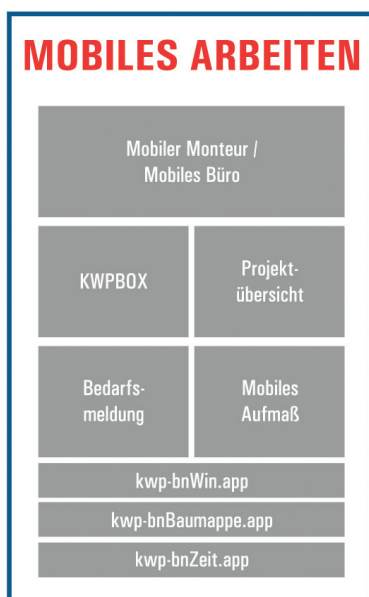 MOBILES ARBEITEN
Mobiler Monteur /
Mobiles Büro
KWPBOX
Projekt-
übersicht
Bedarfs-
meldung
Mobiles
Aufmaß
kwp-bnWin.app
kwp-bnBaumappe.app
kwp-bnZeit.app